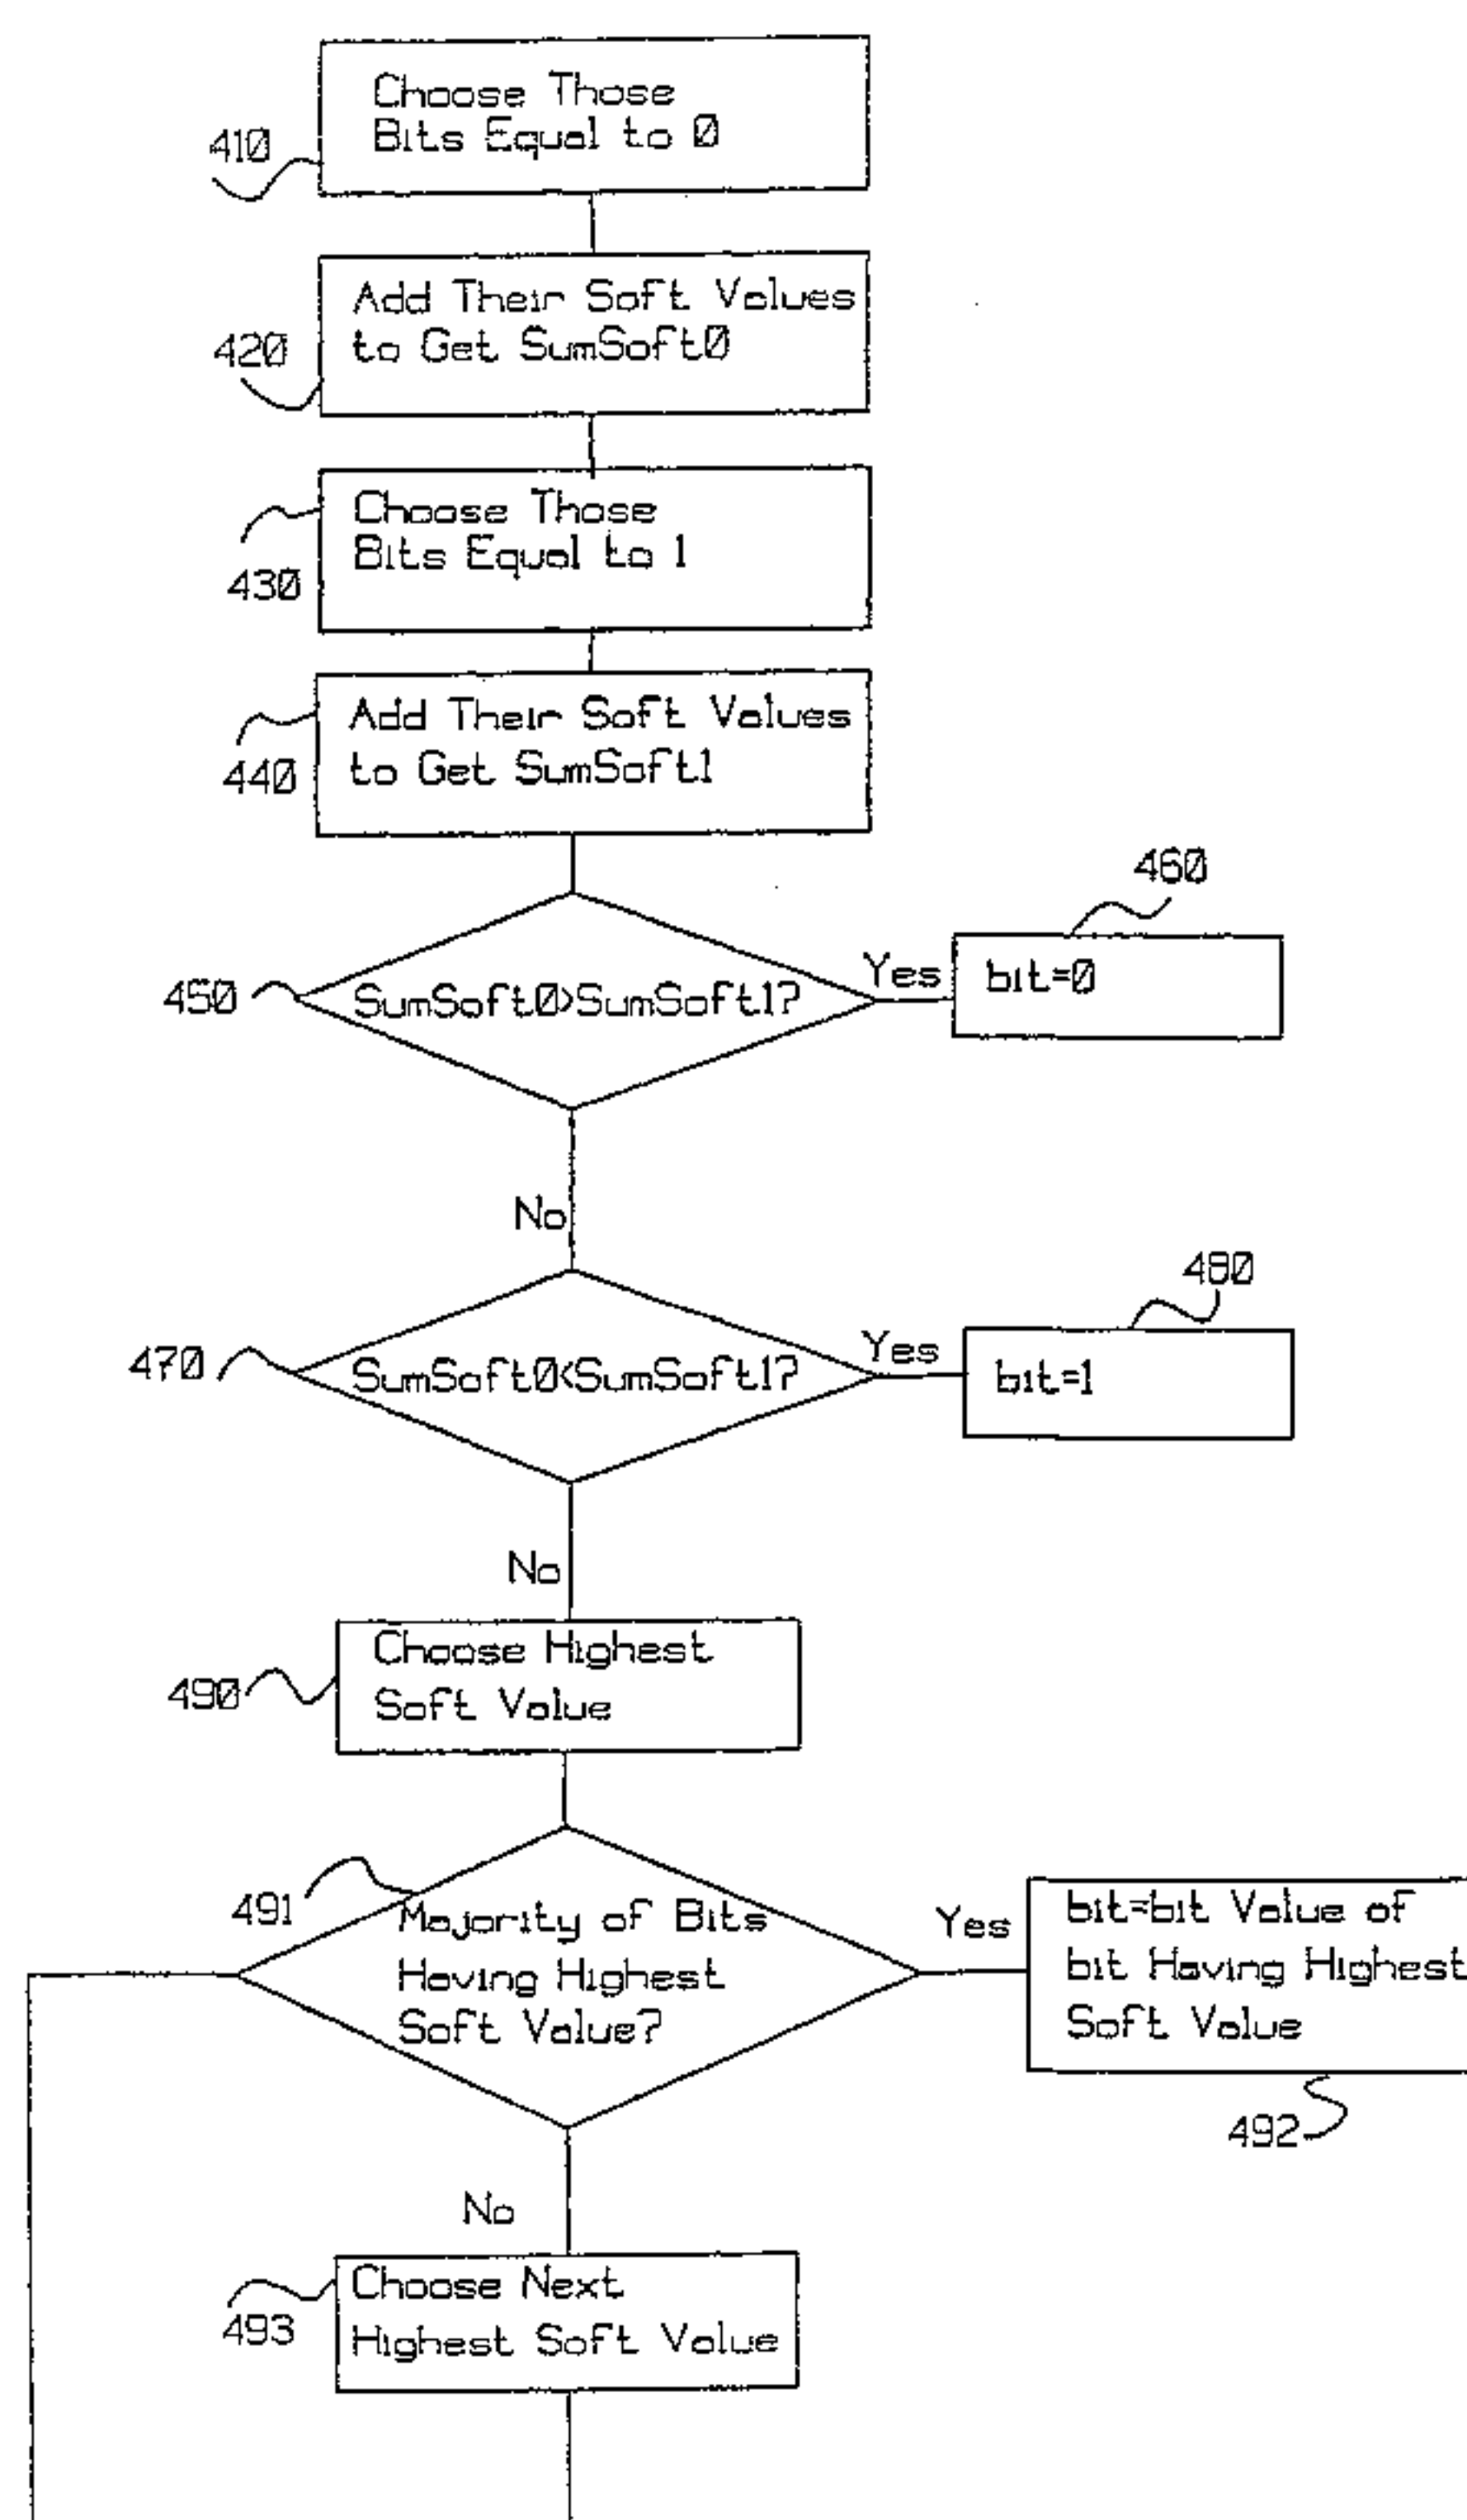 Choose Those
Bits Equal to 0
410
Add Their Soft Values
to Get SumSoft0
420
Choose Those
Bits Equal to 1
430
Add Their Soft Values
to Get SumSoft1
440
460
450
SumSoft0>SumSoft1?
Yes
bit=0
No
480
470
SumSoft0<SumSoft1?
Yes
bit=1
No
Choose Highest
Soft Value
490
491
Majority of Bits
Having Highest
Soft Value?
Yes
bit=bit Value of
bit Having Highest
Soft Value
492
No
Choose Next
Highest Soft Value
493